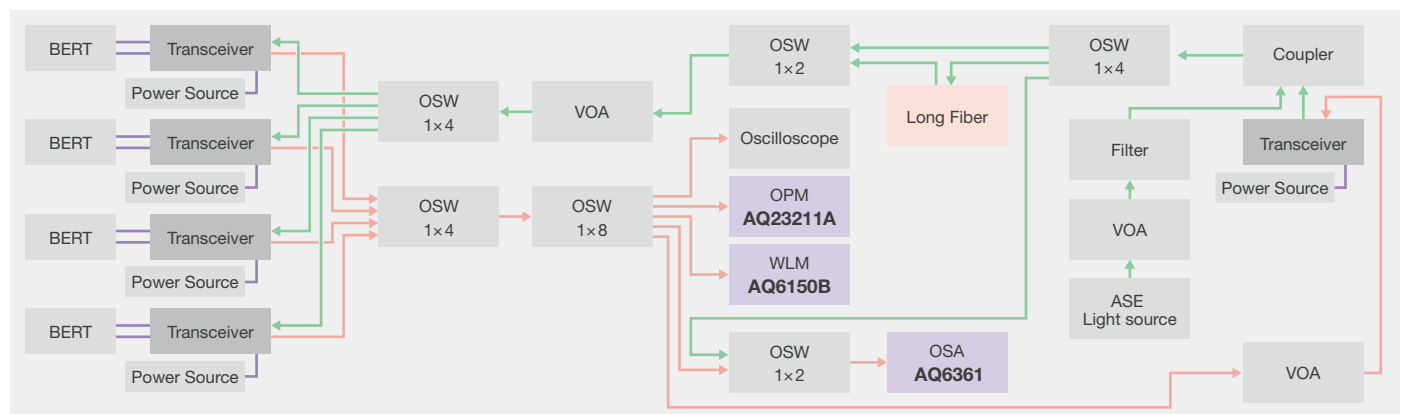 BERT
Transceiver
Power Source
BERT
Transceiver
Power Source
BERT
Transceiver
Power Source
BERT
Transceiver
Power Source
OSW
1×4
VOA
OSW
1×4
OSW
1×8
OSW
1×2
Oscilloscope
OPM
AQ23211A
WLM
AQ6150B
OSW
1×2
OSA
AQ6361
Long Fiber
OSW
1×4
Coupler
Filter
Transceiver
Power Source
VOA
ASE
Light source
VOA